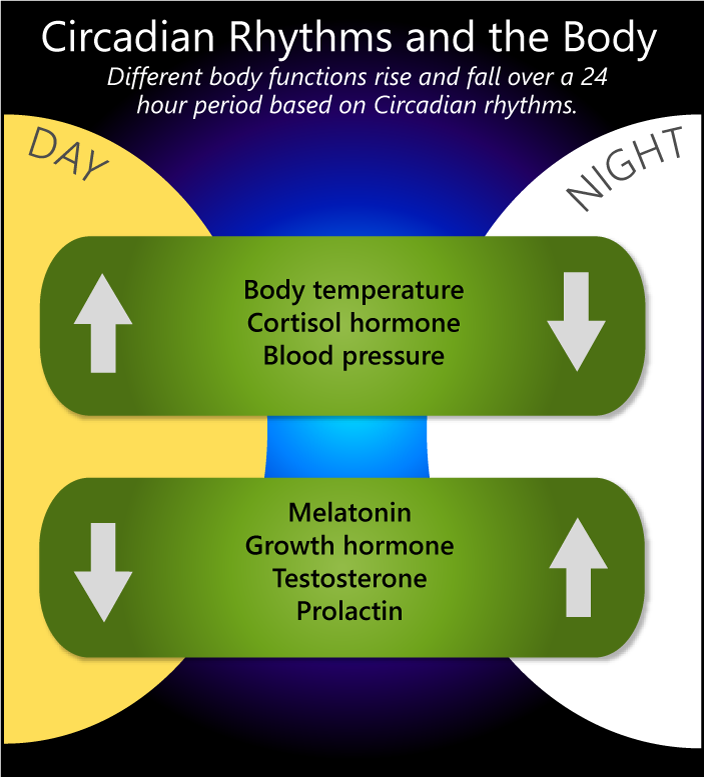 Circadian Rhythms and the Body
Different body functions rise and fall over a 24
hour period based on Circadian rhythms.
DAY
NIGHT
Body temperature
Cortisol hormone
Blood pressure
Melatonin
Growth hormone
Testosterone
Prolactin